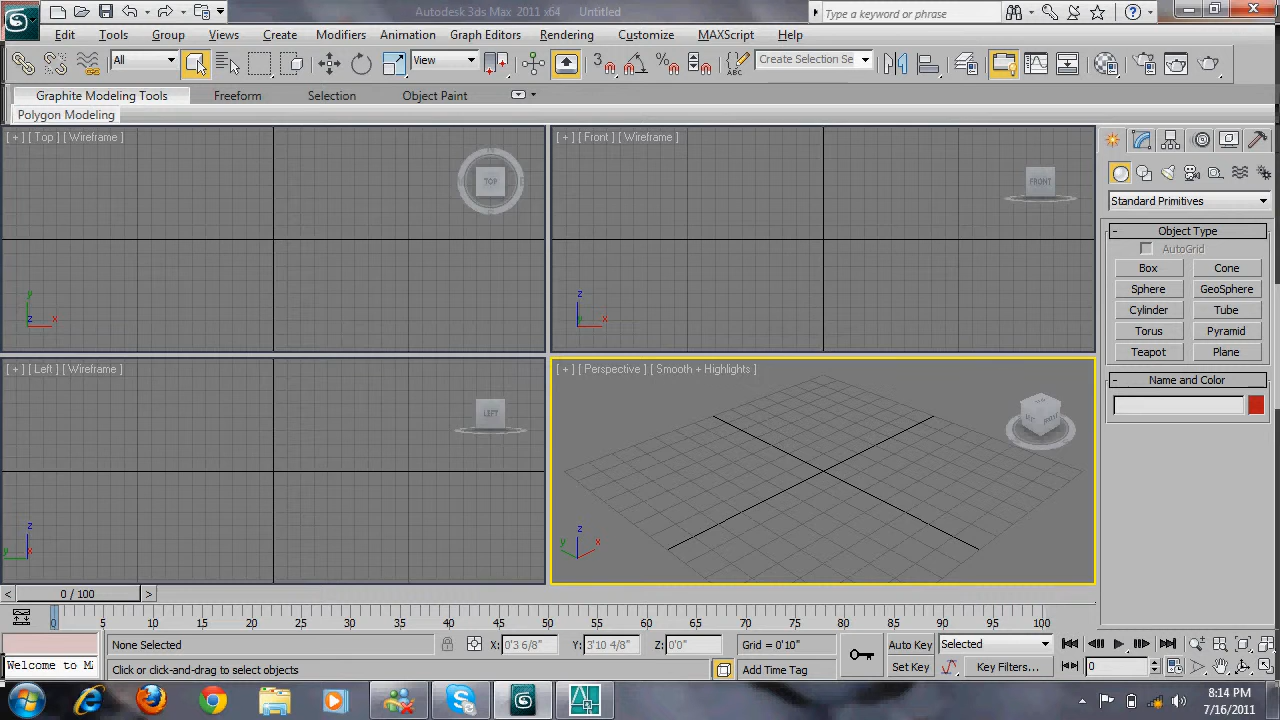 Autodesk 3ds Max 2011 x64 Untitled
Type a keyword or phrase
Edit Tools Group Views Create Modifiers Animation Graph Editors Rendering Customize MAXScript Help
All View 3 Create Selection Se
Graphite Modeling Tools Freeform Selection Object Paint
Polygon Modeling
[ + ] [ Top ] [ Wireframe ]
[ + ] [ Front ] [ Wireframe ]
TOP
FRONT
Standard Primitives
- Object Type
AutoGrid
Box Cone
Sphere GeoSphere
Cylinder Tube
Torus Pyramid
Teapot Plane
y
z x
z
y x
[ + ] [ Left ] [ Wireframe ]
[ + ] [ Perspective ] [ Smooth + Highlights ]
- Name and Color
LEFT
z
y x
z
y x
< 0 / 100 >
0 5 10 15 20 25 30 35 40 45 50 55 60 65 70 75 80 85 90 95 100
None Selected X: 0'3 6/8" Y: 3'10 4/8" Z: 0'0" Grid = 0'10" Auto Key Selected
Welcome to M Click or click-and-drag to select objects Add Time Tag Set Key Key Filters... 0
8:14 PM
7/16/2011